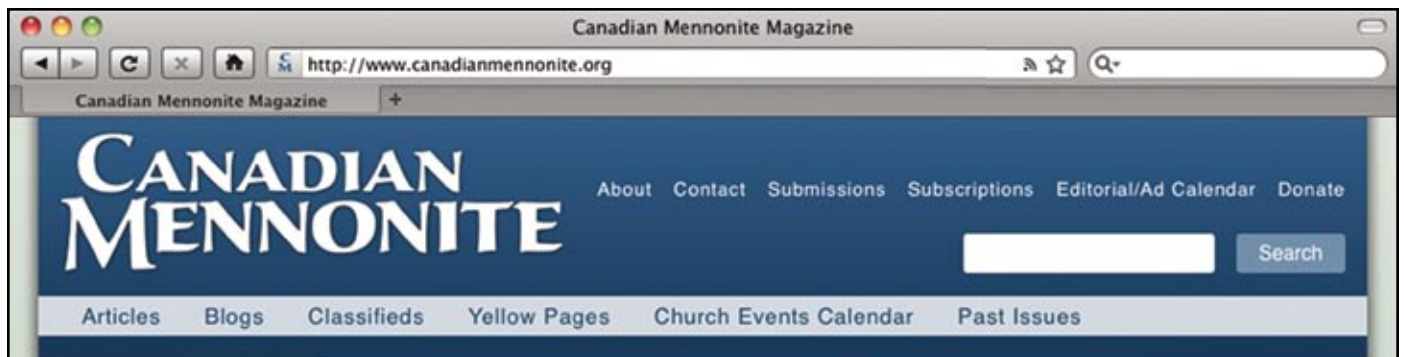 Canadian Mennonite Magazine
http://www.canadianmennonite.org
Canadian Mennonite Magazine
CANADIAN
MENNONITE
About Contact Submissions Subscriptions Editorial/Ad Calendar Donate
Search
Articles Blogs Classifieds Yellow Pages Church Events Calendar Past Issues